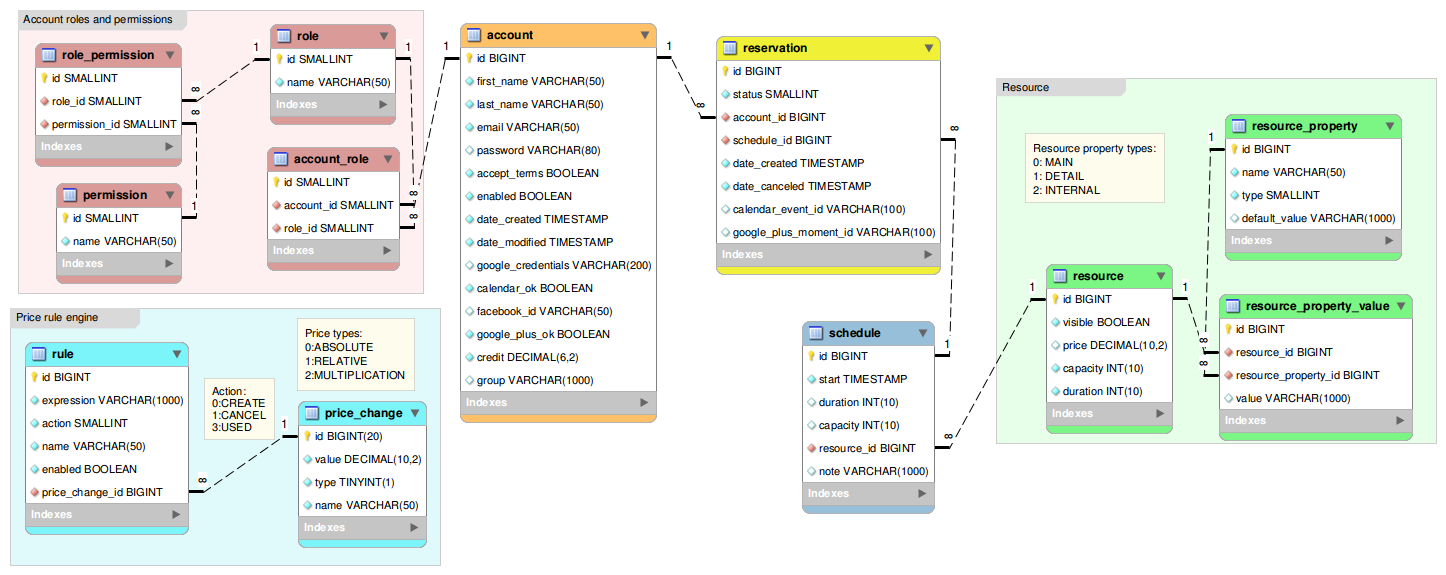 Account roles and permissions
role_permission
id SMALLINT
role_id SMALLINT
permission_id SMALLINT
Indexes
role
id SMALLINT
name VARCHAR(50)
Indexes
permission
id SMALLINT
name VARCHAR(50)
Indexes
account_role
id SMALLINT
account_id SMALLINT
role_id SMALLINT
Indexes
1
∞
∞
1
1
∞
∞
1
Price rule engine
rule
id BIGINT
expression VARCHAR(1000)
action SMALLINT
name VARCHAR(50)
enabled BOOLEAN
price_change_id BIGINT
Indexes
Action:
0:CREATE
1:CANCEL
3:USED
Price types:
0:ABSOLUTE
1:RELATIVE
2:MULTIPLICATION
price_change
id BIGINT(20)
value DECIMAL(10,2)
type TINYINT(1)
name VARCHAR(50)
Indexes
∞
1
account
id BIGINT
first_name VARCHAR(50)
last_name VARCHAR(50)
email VARCHAR(50)
password VARCHAR(80)
accept_terms BOOLEAN
enabled BOOLEAN
date_created TIMESTAMP
date_modified TIMESTAMP
google_credentials VARCHAR(200)
calendar_ok BOOLEAN
facebook_id VARCHAR(50)
google_plus_ok BOOLEAN
credit DECIMAL(6,2)
group VARCHAR(1000)
Indexes
1
∞
reservation
id BIGINT
status SMALLINT
account_id BIGINT
schedule_id BIGINT
date_created TIMESTAMP
date_canceled TIMESTAMP
calendar_event_id VARCHAR(100)
google_plus_moment_id VARCHAR(100)
Indexes
∞
1
schedule
id BIGINT
start TIMESTAMP
duration INT(10)
capacity INT(10)
resource_id BIGINT
note VARCHAR(1000)
Indexes
∞
1
Resource
Resource property types:
0: MAIN
1: DETAIL
2: INTERNAL
resource_property
id BIGINT
name VARCHAR(50)
type SMALLINT
default_value VARCHAR(1000)
Indexes
resource
id BIGINT
visible BOOLEAN
price DECIMAL(10,2)
capacity INT(10)
duration INT(10)
Indexes
resource_property_value
id BIGINT
resource_id BIGINT
resource_property_id BIGINT
value VARCHAR(1000)
Indexes
1
1
∞
∞